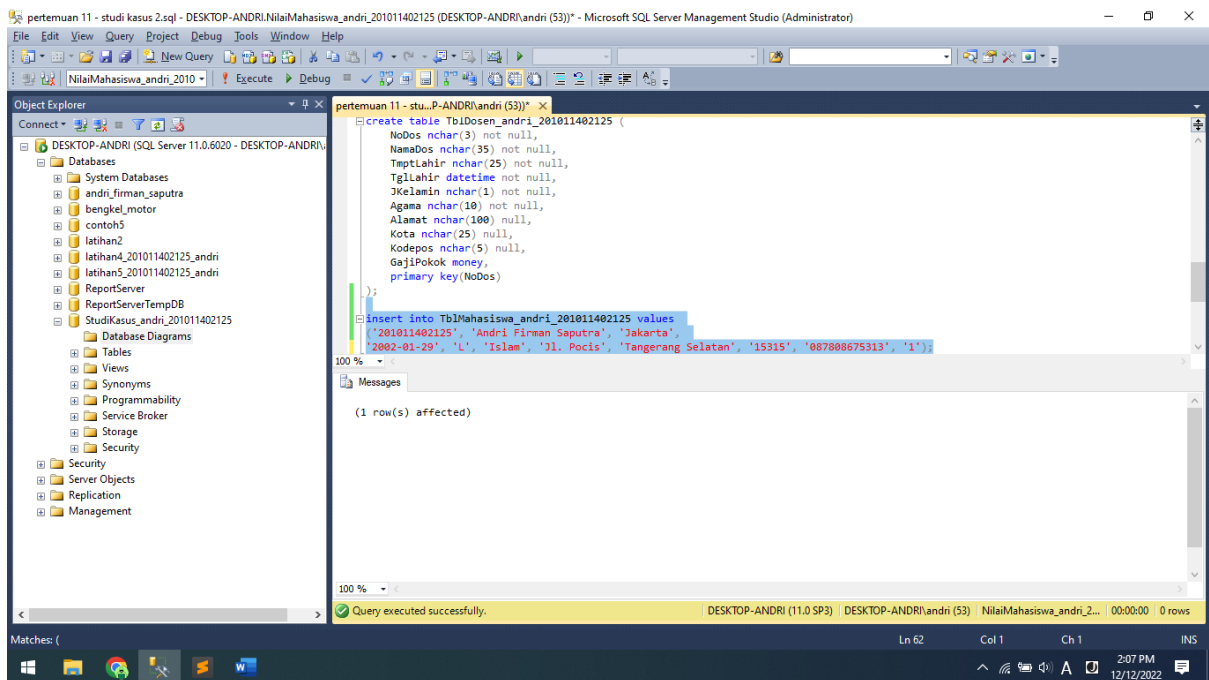 pertemuan 11 - studi kasus 2.sql - DESKTOP-ANDRI.NilaiMahasiswa_andri_201011402125 (DESKTOP-ANDRI\andri (53))* - Microsoft SQL Server Management Studio (Administrator)
File Edit View Query Project Debug Tools Window Help
New Query
NilaiMahasiswa_andri_2010 Execute Debug
Object Explorer
Connect
DESKTOP-ANDRI (SQL Server 11.0.6020 - DESKTOP-ANDRI\
Databases
System Databases
andri_firman_saputra
bengkel_motor
contoh5
latihan2
latihan4_201011402125_andri
latihan5_201011402125_andri
ReportServer
ReportServerTempDB
StudiKasus_andri_201011402125
Database Diagrams
Tables
Views
Synonyms
Programmability
Service Broker
Storage
Security
Security
Server Objects
Replication
Management
pertemuan 11 - stu...P-ANDRI\andri (53))*
create table TblDosen_andri_201011402125 (
NoDos nchar(3) not null,
NamaDos nchar(35) not null,
TmptLahir nchar(25) not null,
TglLahir datetime not null,
JKelamin nchar(1) not null,
Agama nchar(10) not null,
Alamat nchar(100) null,
Kota nchar(25) null,
Kodepos nchar(5) null,
GajiPokok money,
primary key(NoDos)
);
insert into TblMahasiswa_andri_201011402125 values
('201011402125', 'Andri Firman Saputra', 'Jakarta',
'2002-01-29', 'L', 'Islam', 'Jl. Pocis', 'Tangerang Selatan', '15315', '087808675313', '1');
100 %
Messages
(1 row(s) affected)
100 %
Query executed successfully. DESKTOP-ANDRI (11.0 SP3) DESKTOP-ANDRI\andri (53) NilaiMahasiswa_andri_2... 00:00:00 0 rows
Matches: ( Ln 62 Col 1 Ch 1 INS
2:07 PM
12/12/2022